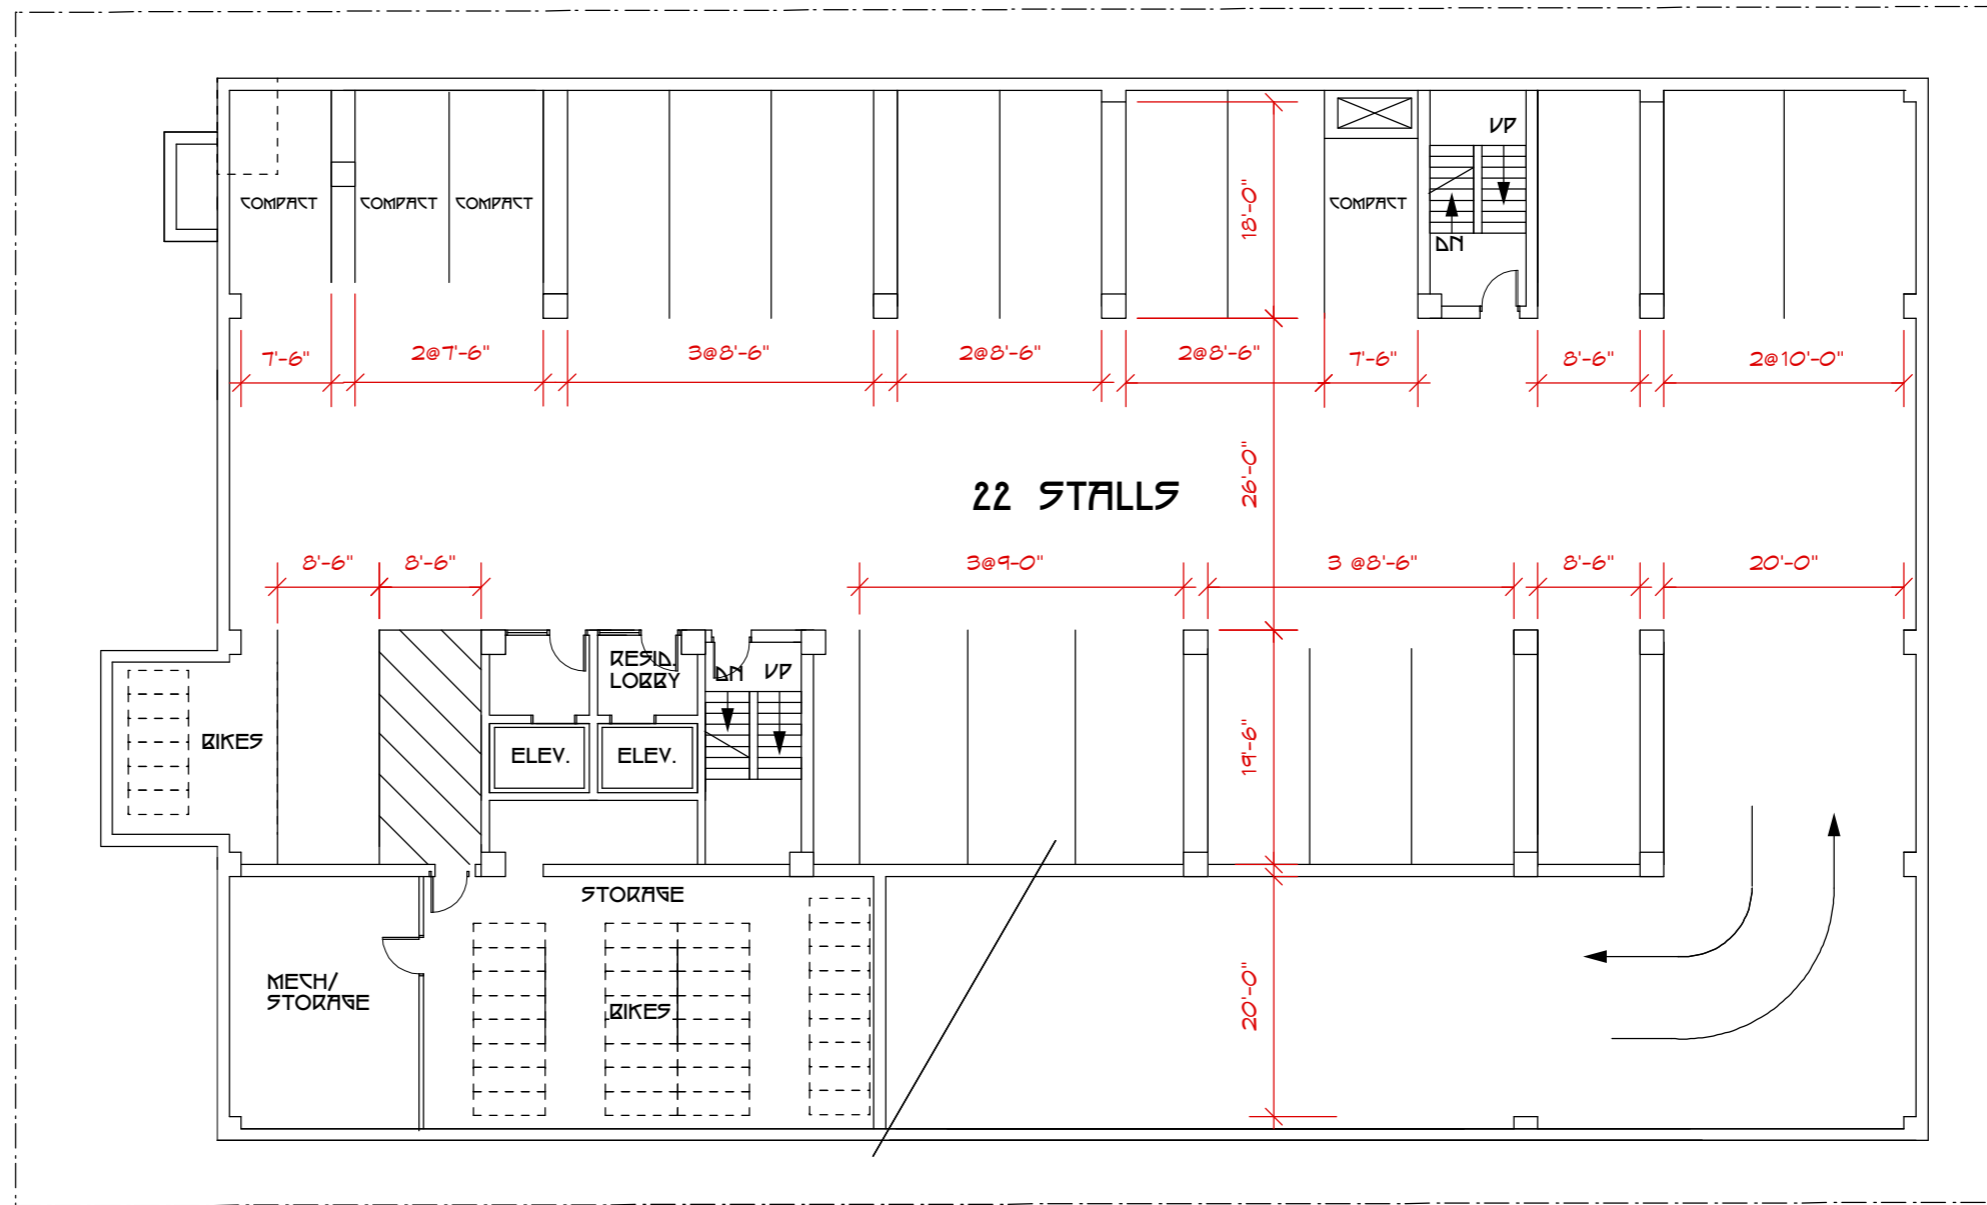 UP
COMPACT
COMPACT
COMPACT
COMPACT
18'-0"
DN
7'-6"
2@7'-6"
3@8'-6"
2@8'-6"
2@8'-6"
7'-6"
8'-6"
2@10'-0"
26'-0"
22 STALLS
8'-6"
8'-6"
3@9-0"
3 @8'-6"
8'-6"
20'-0"
RESID.
LOBBY
DN
UP
BIKES
ELEV.
ELEV.
19'-6"
STORAGE
MECH/
STORAGE
BIKES
20'-0"